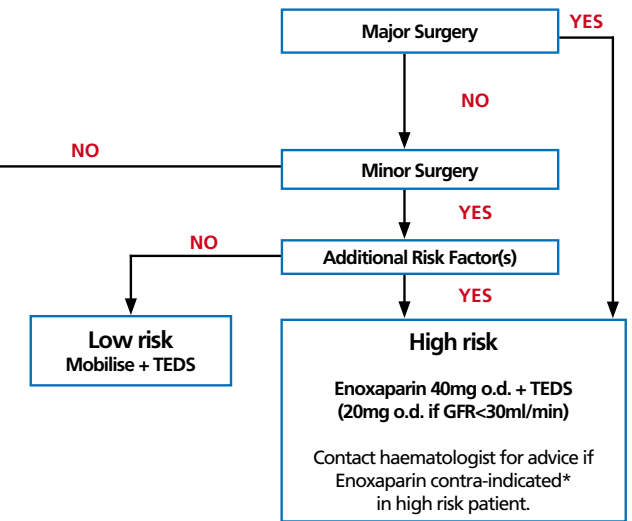 Major Surgery
YES
NO
NO
Minor Surgery
YES
NO
Additional Risk Factor(s)
YES
Low risk
Mobilise + TEDS
High risk
Enoxaparin 40mg o.d. + TEDS
(20mg o.d. if GFR<30ml/min)
Contact haematologist for advice if
Enoxaparin contra-indicated*
in high risk patient.